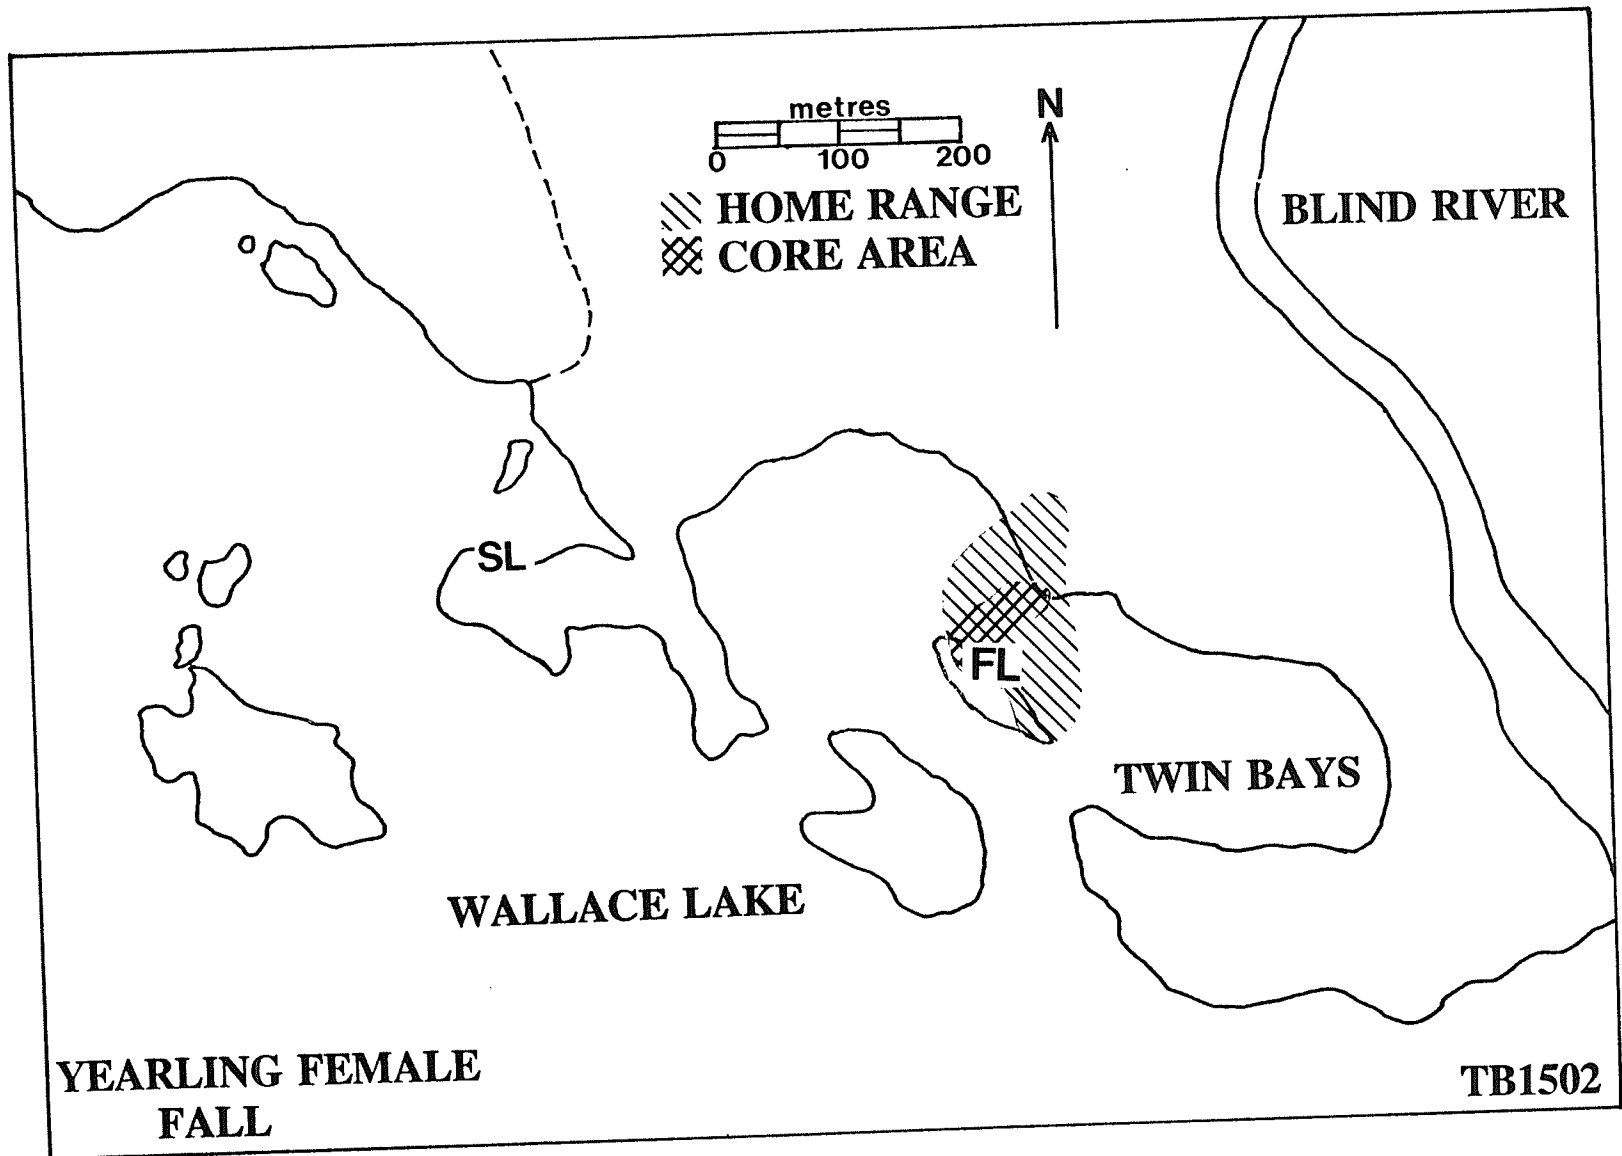 metres
0 100 200
N
HOME RANGE
CORE AREA
BLIND RIVER
SL
FL
TWIN BAYS
WALLACE LAKE
YEARLING FEMALE
FALL
TB1502